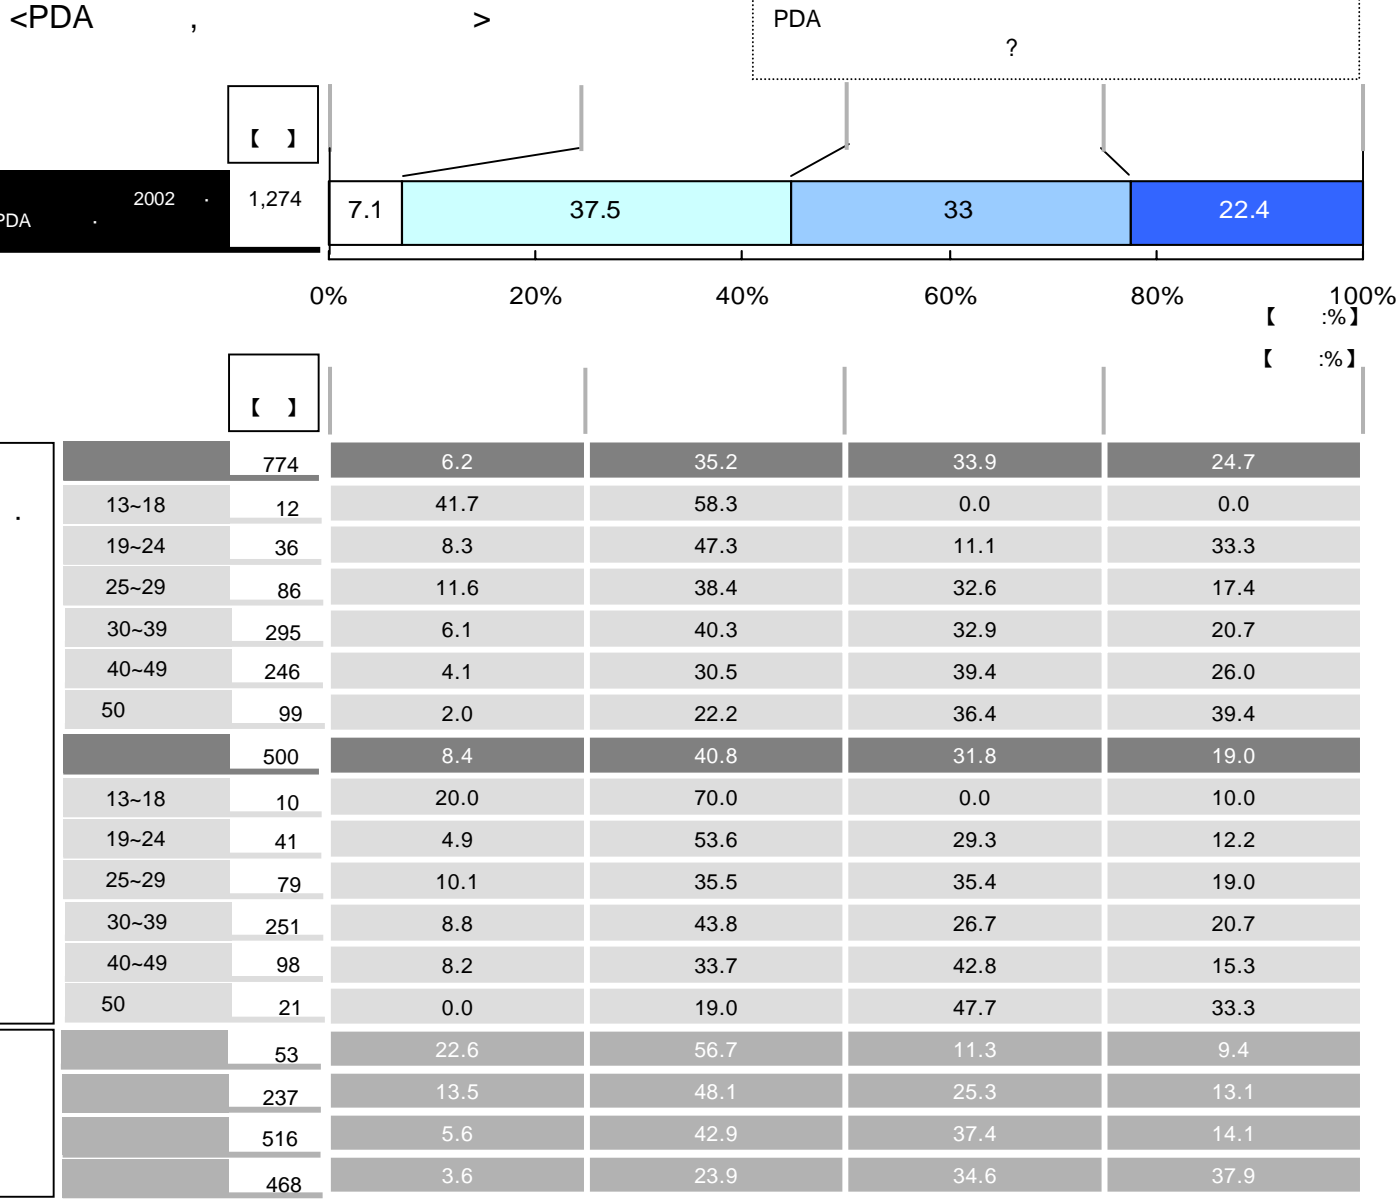 <PDA , >
PDA
?
【 】
2002 .
PDA .
1,274
7.1 37.5 33 22.4
0% 20% 40% 60% 80% 100%
【 :%】
【 :%】
【 】
774 6.2 35.2 33.9 24.7
.
13~18 12 41.7 58.3 0.0 0.0
19~24 36 8.3 47.3 11.1 33.3
25~29 86 11.6 38.4 32.6 17.4
30~39 295 6.1 40.3 32.9 20.7
40~49 246 4.1 30.5 39.4 26.0
50 99 2.0 22.2 36.4 39.4
500 8.4 40.8 31.8 19.0
13~18 10 20.0 70.0 0.0 10.0
19~24 41 4.9 53.6 29.3 12.2
25~29 79 10.1 35.5 35.4 19.0
30~39 251 8.8 43.8 26.7 20.7
40~49 98 8.2 33.7 42.8 15.3
50 21 0.0 19.0 47.7 33.3
53 22.6 56.7 11.3 9.4
237 13.5 48.1 25.3 13.1
516 5.6 42.9 37.4 14.1
468 3.6 23.9 34.6 37.9